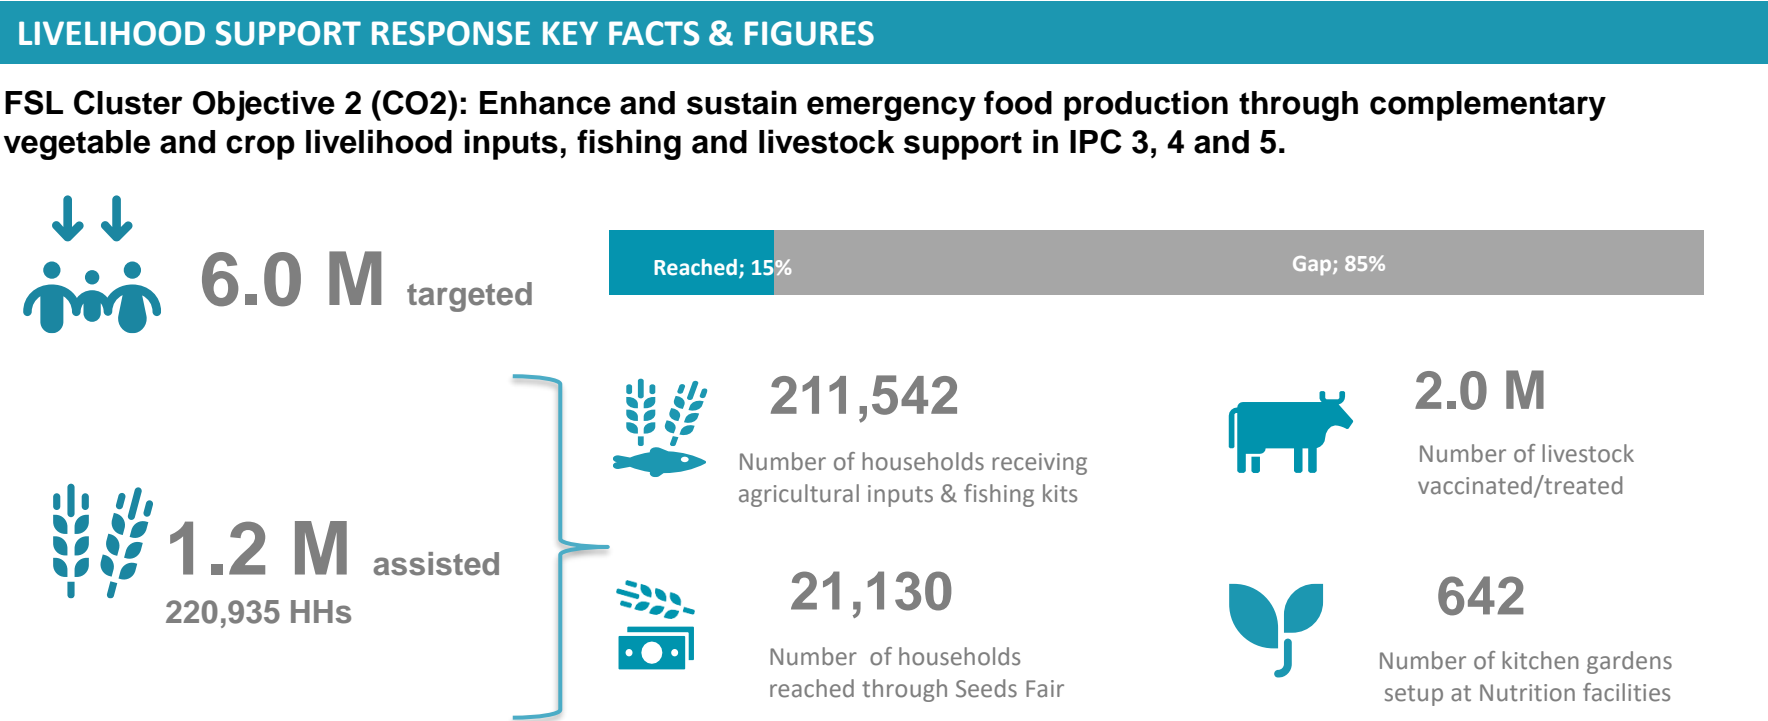 LIVELIHOOD SUPPORT RESPONSE KEY FACTS & FIGURES
FSL Cluster Objective 2 (CO2): Enhance and sustain emergency food production through complementary
vegetable and crop livelihood inputs, fishing and livestock support in IPC 3, 4 and 5.
6.0 M targeted
Reached; 15%
Gap; 85%
1.2 M assisted
220,935 HHs
211,542
Number of households receiving
agricultural inputs & fishing kits
2.0 M
Number of livestock
vaccinated/treated
21,130
Number of households
reached through Seeds Fair
642
Number of kitchen gardens
setup at Nutrition facilities